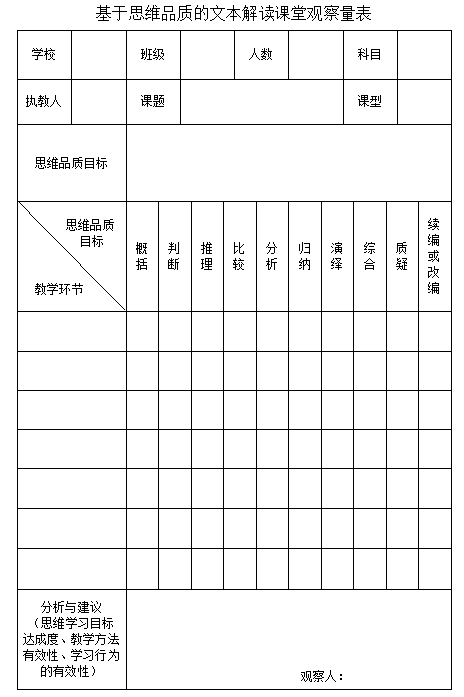 基于思维品质的文本解读课堂观察量表
学校 班级 人数 科目
执教人 课题 课型
思维品质目标
思维品质
目标
教学环节
概括
判断
推理
比较
分析
归纳
演绎
综合
质疑
续编或改编
分析与建议
（思维学习目标
达成度、教学方法
有效性、学习行为
的有效性）
观察人：